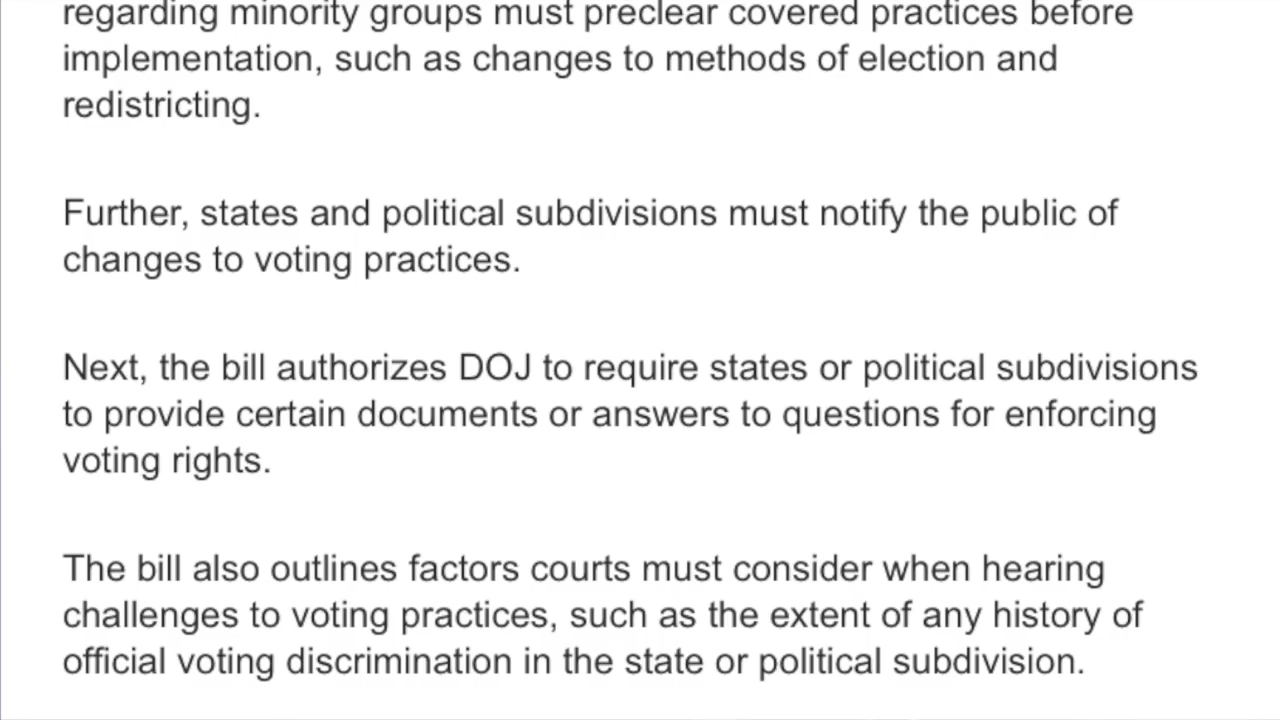 regarding minority groups must preclear covered practices before
implementation, such as changes to methods of election and
redistricting.
Further, states and political subdivisions must notify the public of
changes to voting practices.
Next, the bill authorizes DOJ to require states or political subdivisions
to provide certain documents or answers to questions for enforcing
voting rights.
The bill also outlines factors courts must consider when hearing
challenges to voting practices, such as the extent of any history of
official voting discrimination in the state or political subdivision.